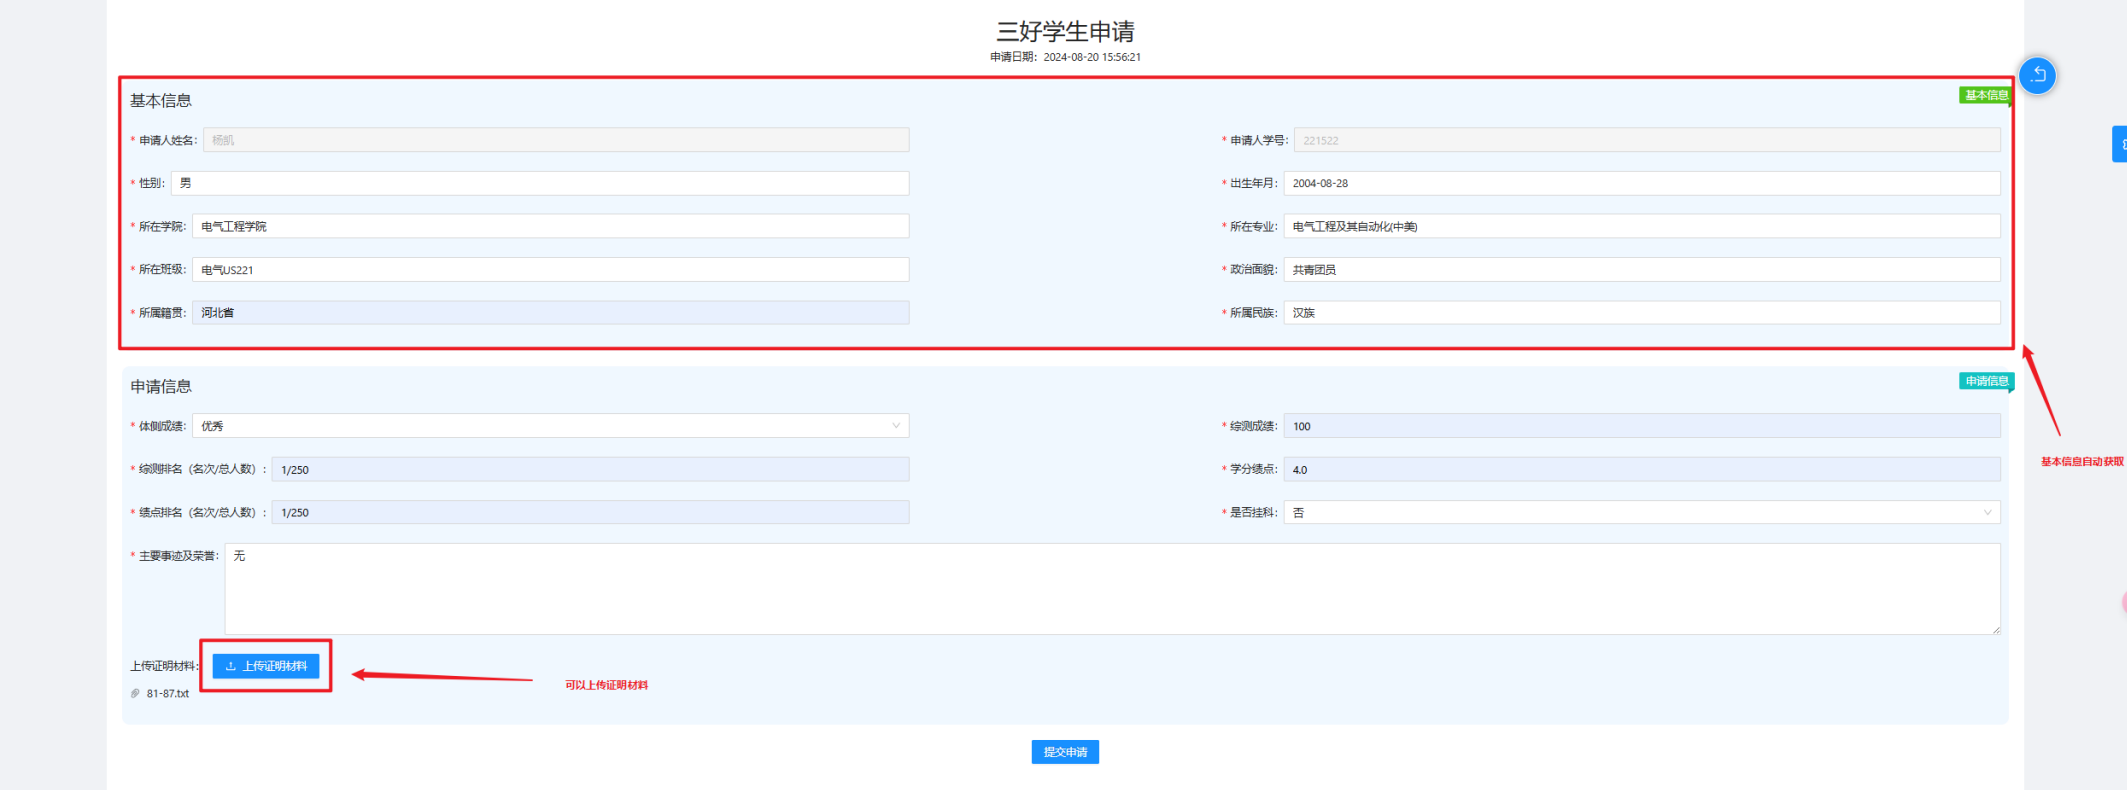 三好学生申请
申请日期：2024-08-20 15:56:21
基本信息
基本信息
* 申请人姓名： 杨凯
* 申请人学号： 221522
* 性别： 男
* 出生年月： 2004-08-28
* 所在学院： 电气工程学院
* 所在专业： 电气工程及其自动化(中美)
* 所在班级： 电气US221
* 政治面貌： 共青团员
* 所属籍贯： 河北省
* 所属民族： 汉族
申请信息
申请信息
* 体侧成绩： 优秀
* 综测成绩： 100
基本信息自动获取
* 综测排名（名次/总人数）： 1/250
* 学分绩点： 4.0
* 绩点排名（名次/总人数）： 1/250
* 是否挂科： 否
* 主要事迹及荣誉： 无
上传证明材料： 上传证明材料
可以上传证明材料
81-87.txt
提交申请